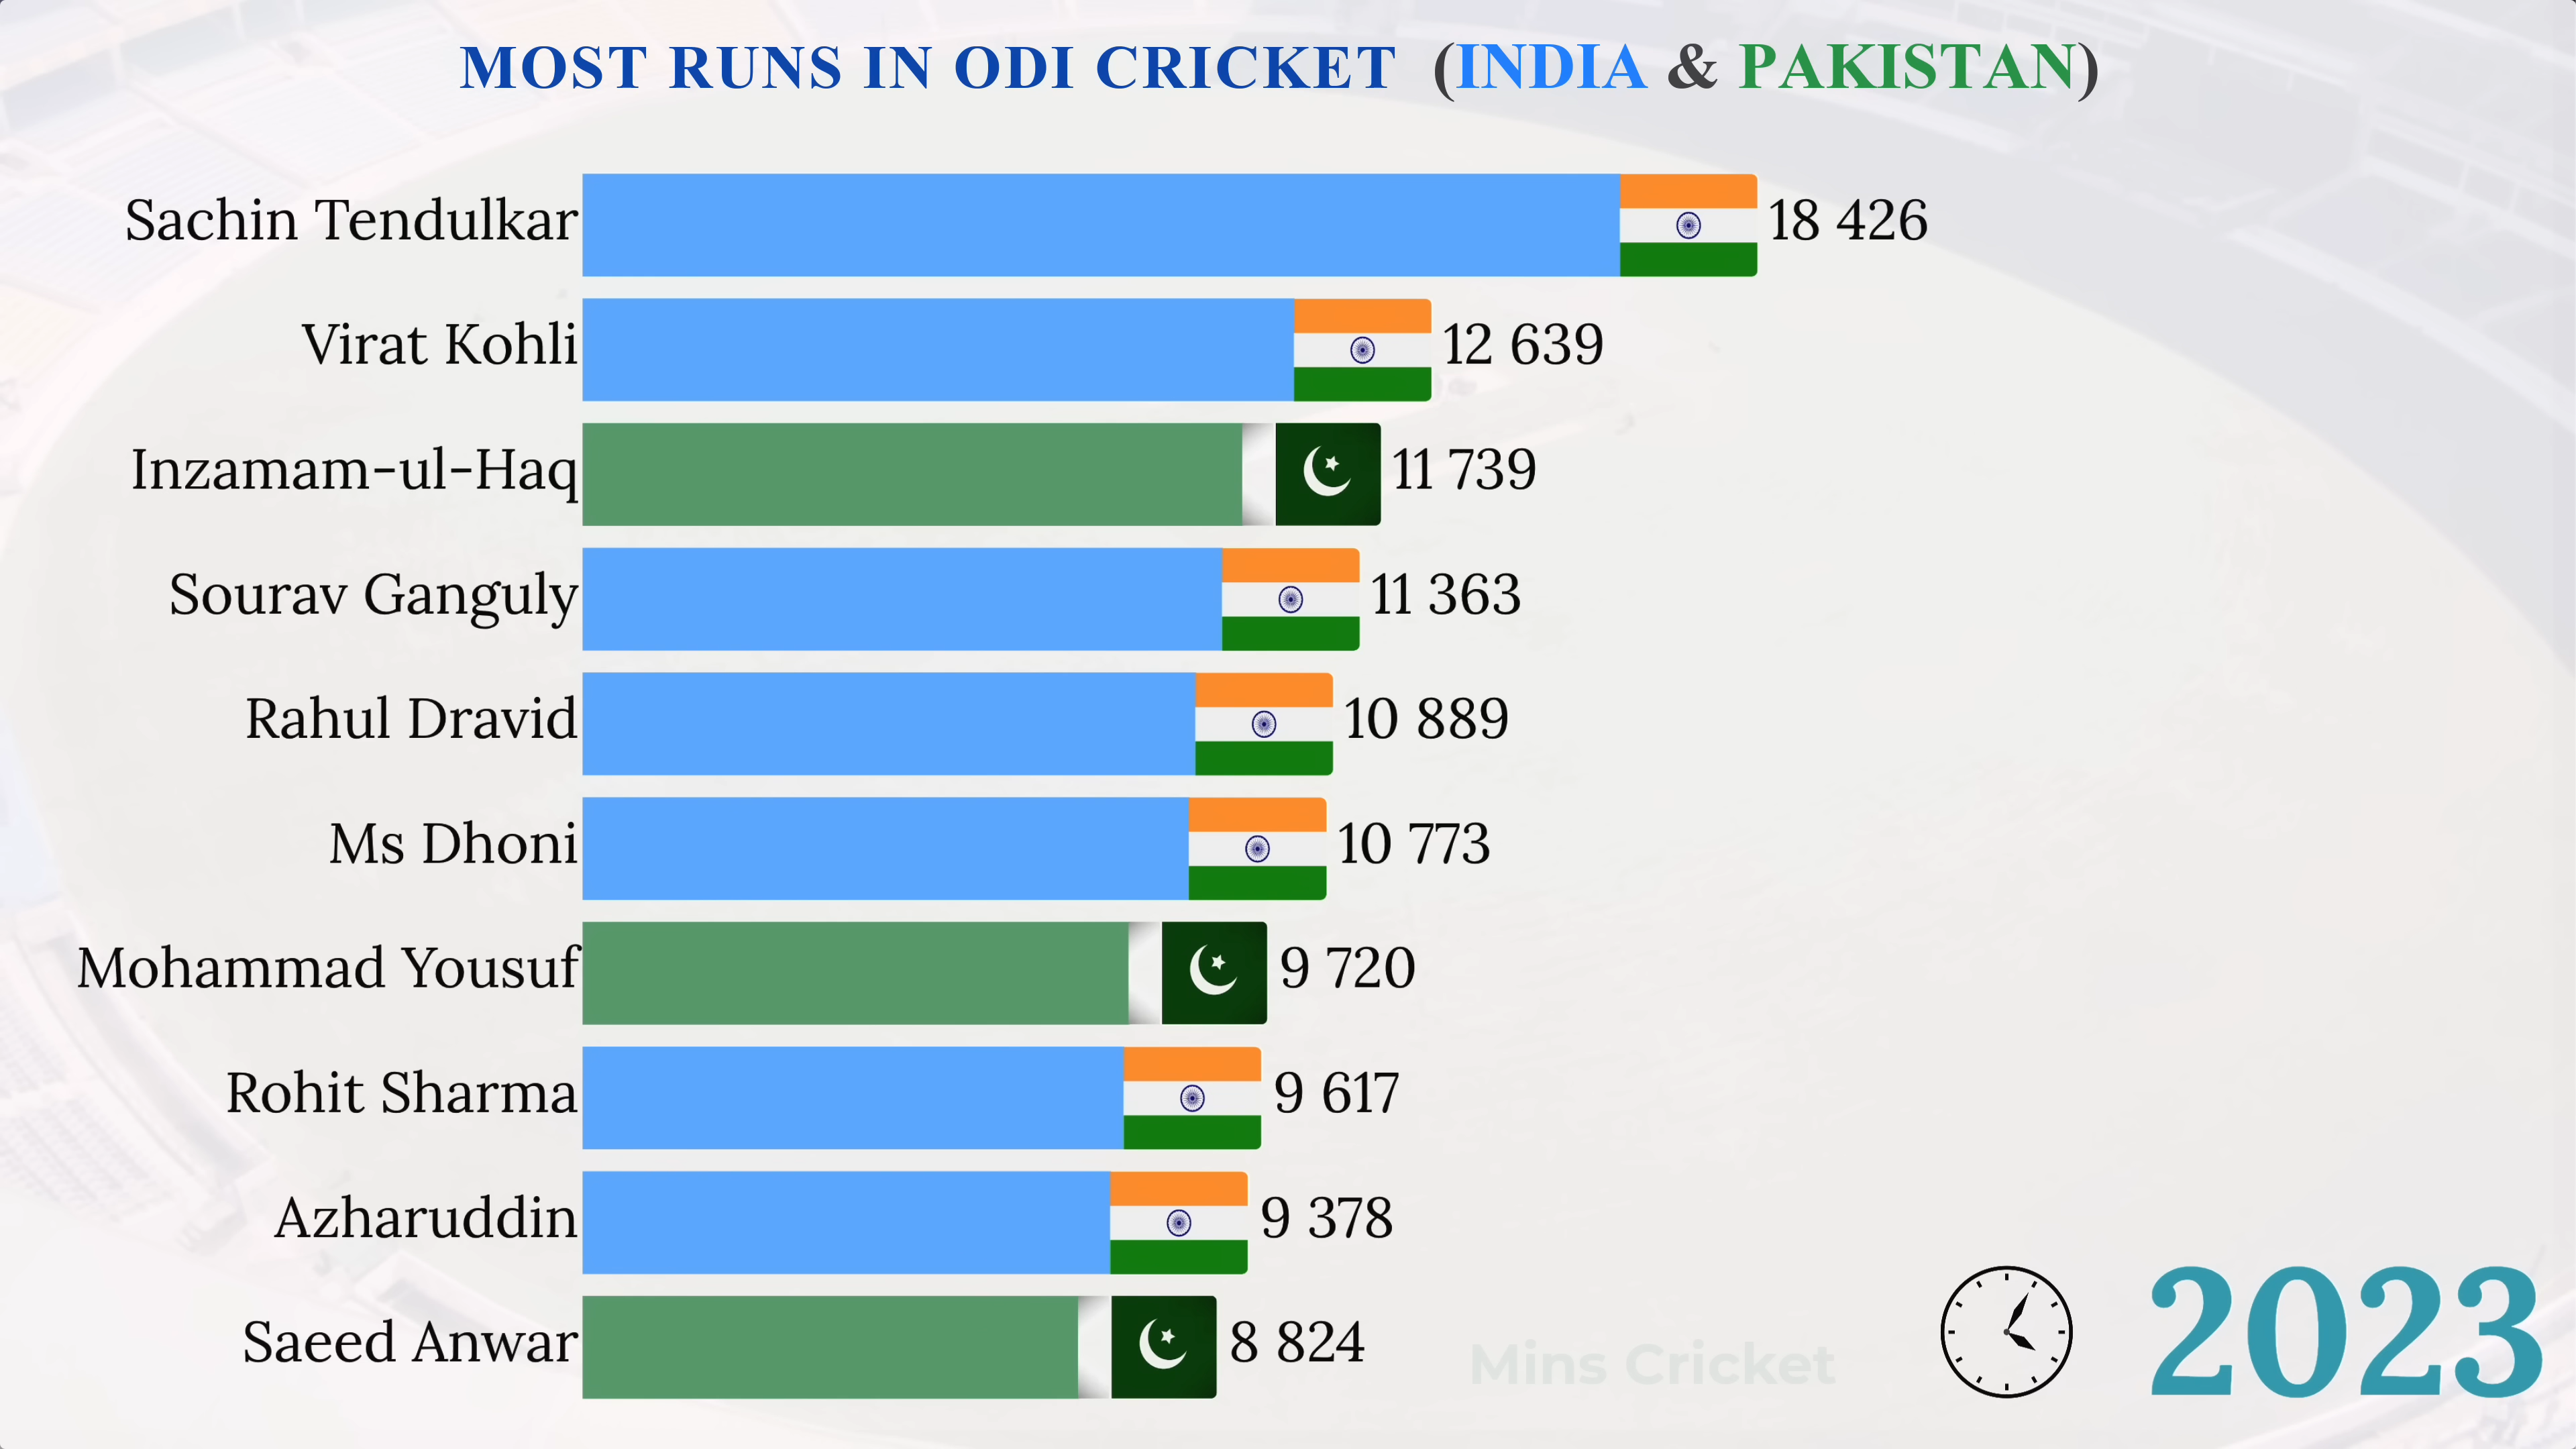 MOST RUNS IN ODI CRICKET (INDIA & PAKISTAN)
Sachin Tendulkar 18 426
Virat Kohli 12 639
Inzamam-ul-Haq 11 739
Sourav Ganguly 11 363
Rahul Dravid 10 889
Ms Dhoni 10 773
Mohammad Yousuf 9 720
Rohit Sharma 9 617
Azharuddin 9 378
Saeed Anwar 8 824
Mins Cricket
2023